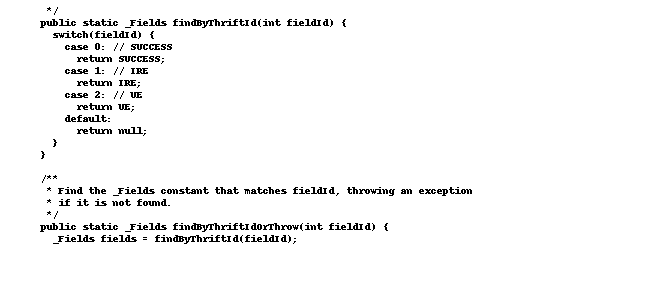 */
public static _Fields findByThriftId(int fieldId) {
switch(fieldId) {
case 0: // SUCCESS
return SUCCESS;
case 1: // IRE
return IRE;
case 2: // UE
return UE;
default:
return null;
}
}
/**
* Find the _Fields constant that matches fieldId, throwing an exception
* if it is not found.
*/
public static _Fields findByThriftIdOrThrow(int fieldId) {
_Fields fields = findByThriftId(fieldId);